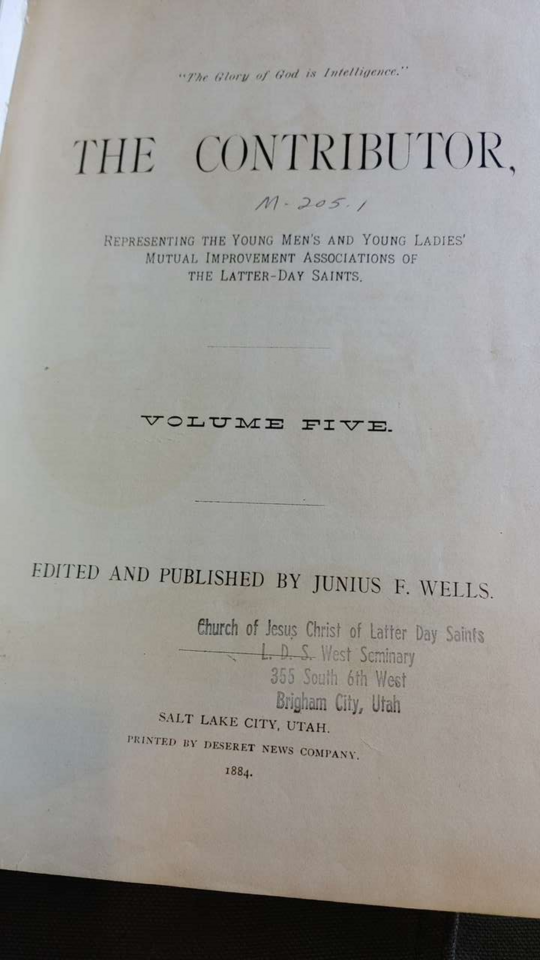 "The Glory of God is Intelligence."
THE CONTRIBUTOR,
M-205.1
REPRESENTING THE YOUNG MEN'S AND YOUNG LADIES'
MUTUAL IMPROVEMENT ASSOCIATIONS OF
THE LATTER-DAY SAINTS.
VOLUME FIVE.
EDITED AND PUBLISHED BY JUNIUS F. WELLS.
Church of Jesus Christ of Latter Day Saints
L. D. S. West Seminary
355 South 6th West
Brigham City, Utah
SALT LAKE CITY, UTAH.
PRINTED BY DESERET NEWS COMPANY.
1884.